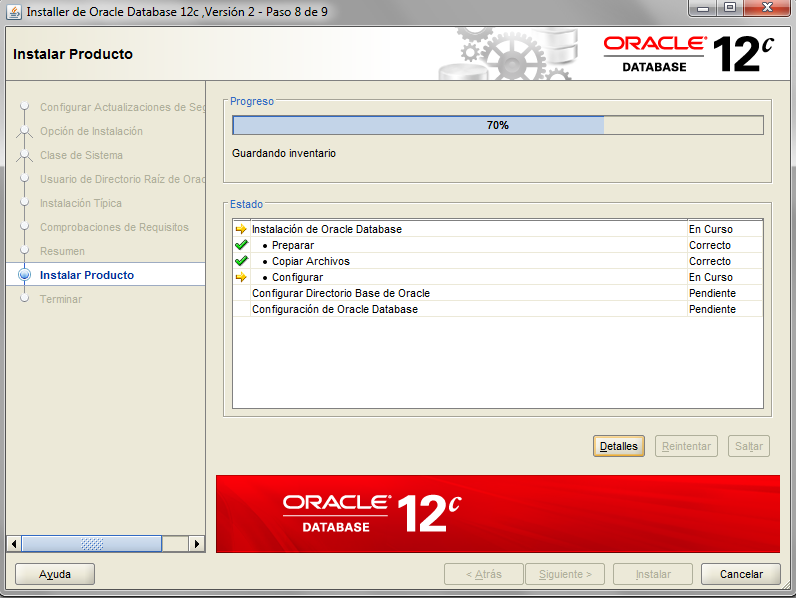 Installer de Oracle Database 12c ,Versión 2 - Paso 8 de 9
Instalar Producto
ORACLE®
DATABASE
12c
Configurar Actualizaciones de Seg
Opción de Instalación
Clase de Sistema
Usuario de Directorio Raíz de Orac
Instalación Típica
Comprobaciones de Requisitos
Resumen
Instalar Producto
Terminar
Progreso
70%
Guardando inventario
Estado
Instalación de Oracle Database En Curso
• Preparar Correcto
• Copiar Archivos Correcto
• Configurar En Curso
Configurar Directorio Base de Oracle Pendiente
Configuración de Oracle Database Pendiente
Detalles Reintentar Saltar
ORACLE®
DATABASE
12c
Ayuda < Atrás Siguiente > Instalar Cancelar